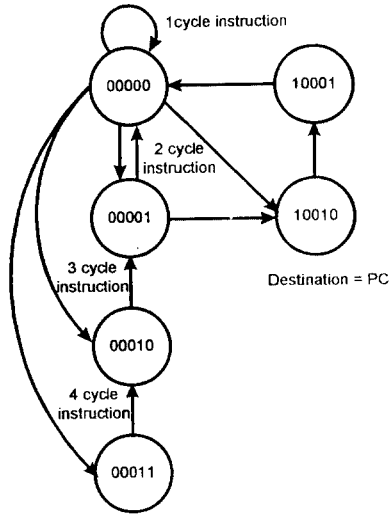 1cycle instruction
00000
10001
2 cycle
instruction
00001
10010
3 cycle
instruction
Destination = PC
00010
4 cycle
instruction
00011